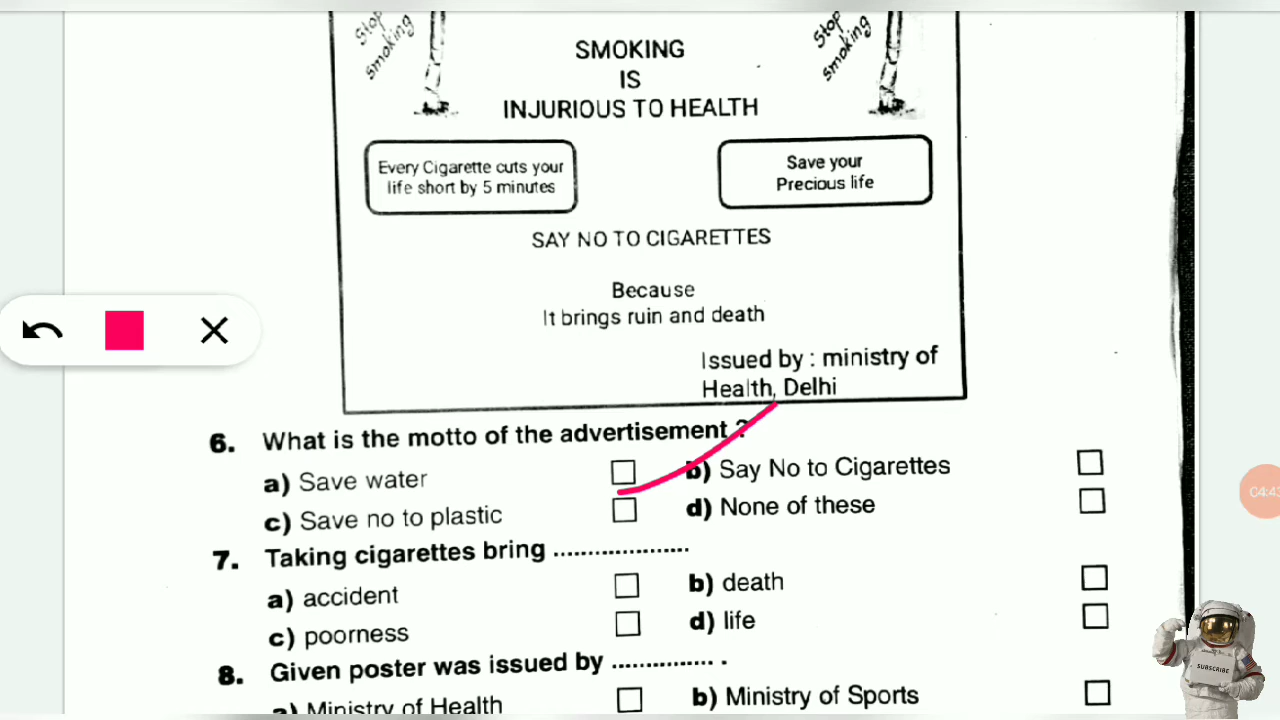 Stop
smoking
Stop
smoking
SMOKING
IS
INJURIOUS TO HEALTH
Every Cigarette cuts your
life short by 5 minutes
Save your
Precious life
SAY NO TO CIGARETTES
Because
It brings ruin and death
Issued by : ministry of
Health, Delhi
6. What is the motto of the advertisement ?
a) Save water
b) Say No to Cigarettes
c) Save no to plastic
d) None of these
7. Taking cigarettes bring ....................
a) accident
b) death
c) poorness
d) life
8. Given poster was issued by ............... .
a) Ministry of Health
b) Ministry of Sports
04:43
SUBSCRIBE